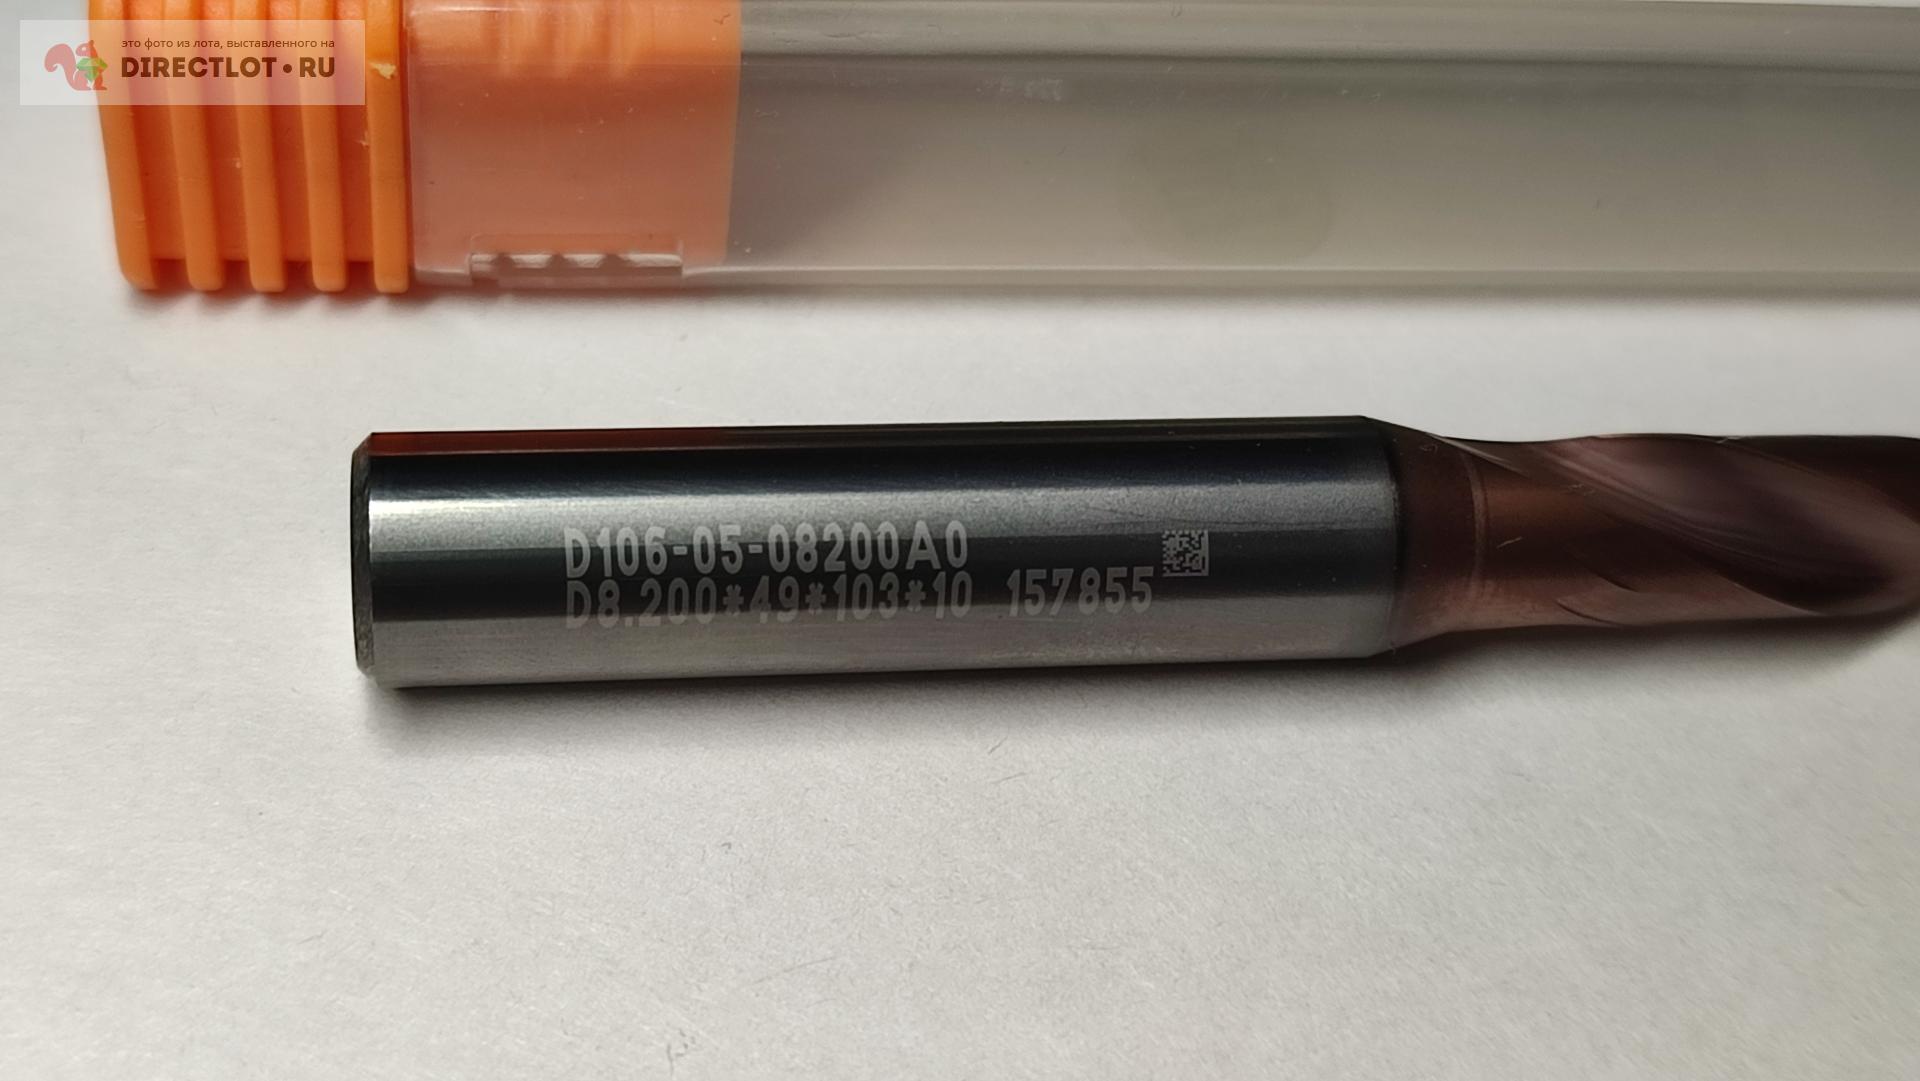 это фото из лота, выставленного на
DIRECTLOT•RU
D106-05-08200A0
D8.200*49*103*10 157855